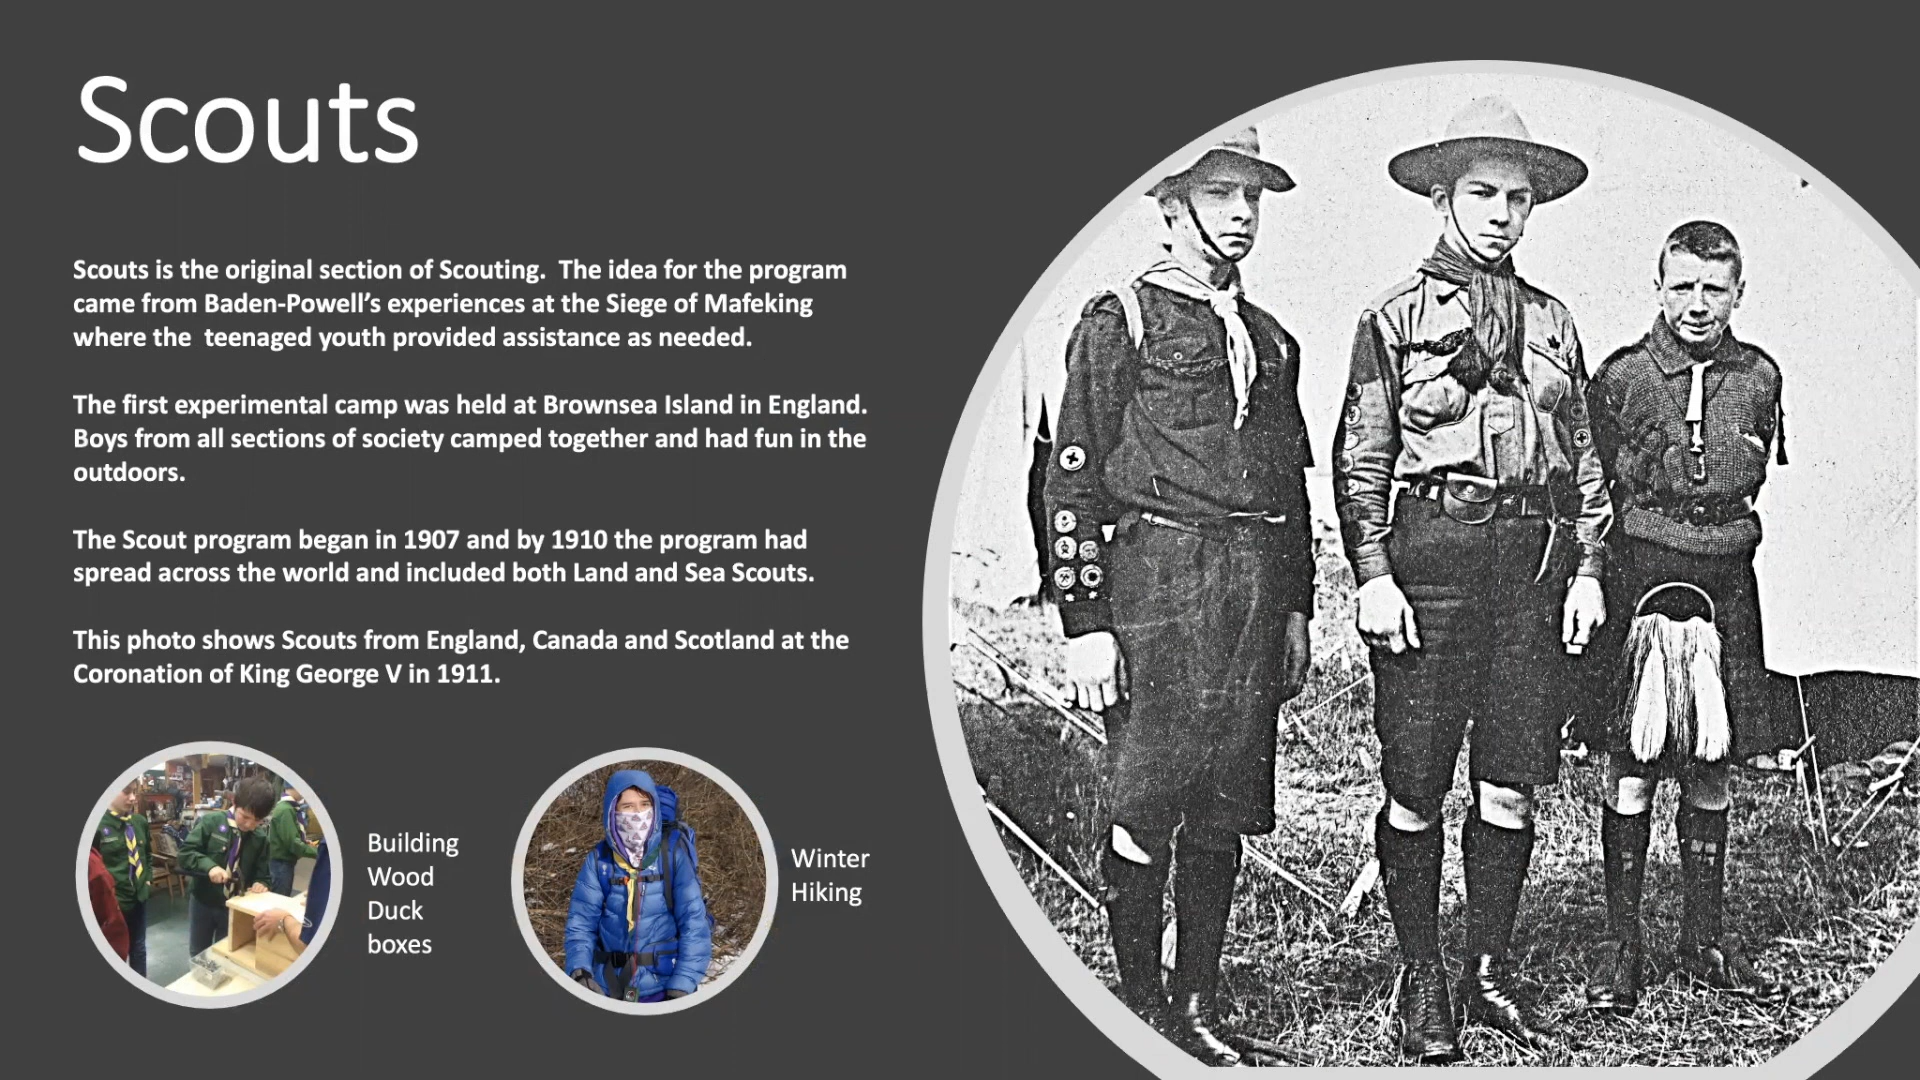 Scouts
Scouts is the original section of Scouting.  The idea for the program
came from Baden-Powell’s experiences at the Siege of Mafeking
where the  teenaged youth provided assistance as needed.
The first experimental camp was held at Brownsea Island in England.
Boys from all sections of society camped together and had fun in the
outdoors.
The Scout program began in 1907 and by 1910 the program had
spread across the world and included both Land and Sea Scouts.
This photo shows Scouts from England, Canada and Scotland at the
Coronation of King George V in 1911.
Building
Wood
Duck
boxes
Winter
Hiking